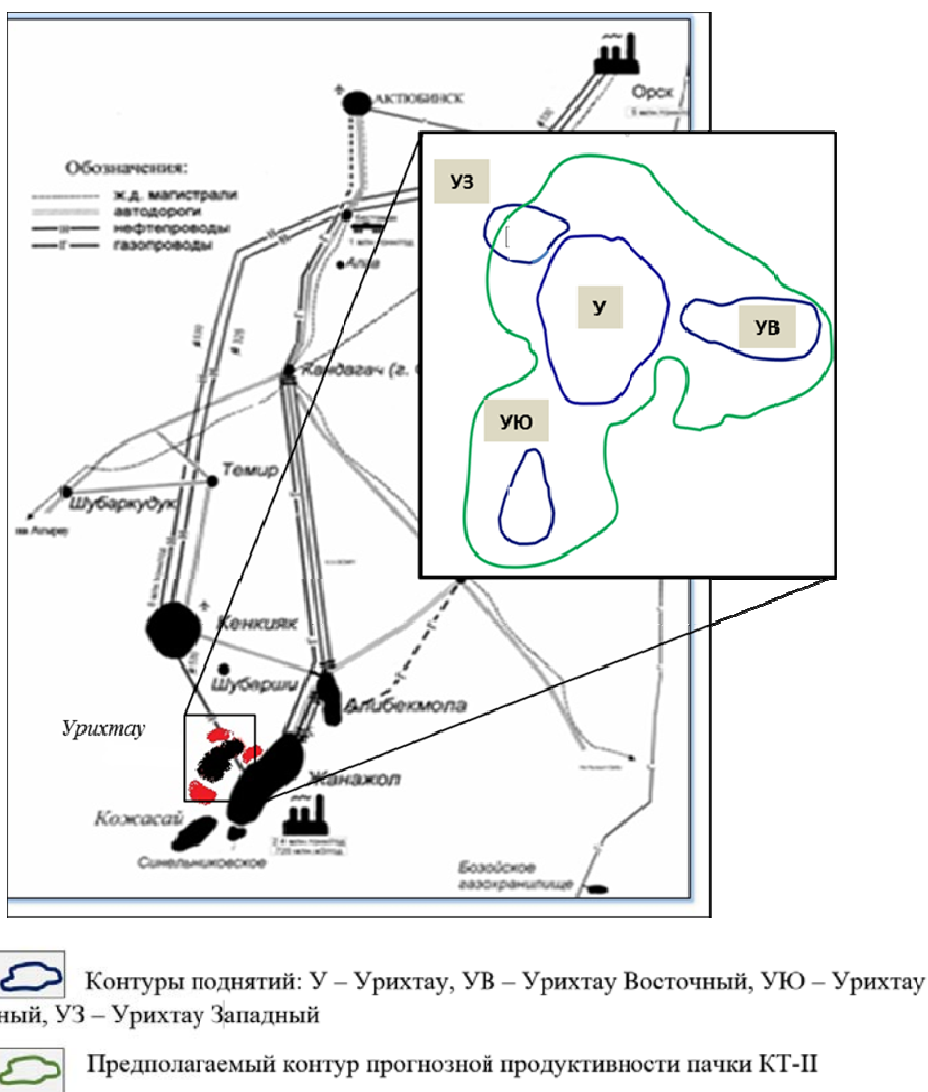 АКТЮБИНСК
Орск
Обозначения:
ж.д. магистрали
автодороги
нефтепроводы
газопроводы
УЗ
У
УВ
УЮ
Алга
Кандагач (г.
Темир
Шубаркудук
Кенкияк
Шубарши
Алибекмола
Урихтау
Жанажол
Кожасай
Синельниковское
Бозойское
газохранилище
Контуры поднятий: У – Урихтау, УВ – Урихтау Восточный, УЮ – Урихтау
ный, УЗ – Урихтау Западный
Предполагаемый контур прогнозной продуктивности пачки КТ-II